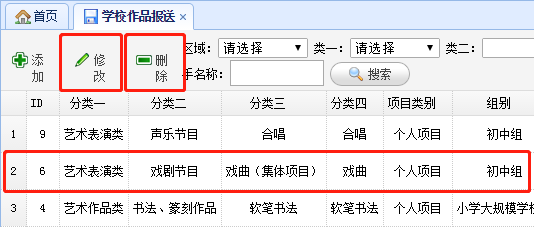 首页 学校作品报送 ×
添加 修改 删除 区域： 请选择 类一： 请选择 类二：
手名称： 搜索
ID 分类一 分类二 分类三 分类四 项目类别 组别
1 9 艺术表演类 声乐节目 合唱 合唱 个人项目 初中组
2 6 艺术表演类 戏剧节目 戏曲（集体项目） 戏曲 个人项目 初中组
3 4 艺术作品类 书法、篆刻作品 软笔书法 软笔书法 个人项目 小学大规模学校